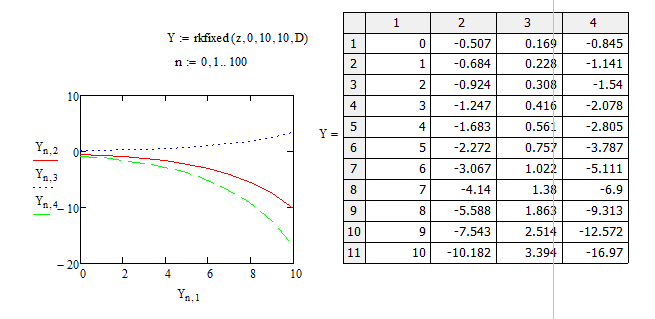 Y := rkfixed(z,0,10,10,D)
n := 0,1..100
10
0
-10
-20
0 2 4 6 8 10
Yn,2
Yn,3
Yn,4
Yn,1
Y =
1 2 3 4
1 0 -0.507 0.169 -0.845
2 1 -0.684 0.228 -1.141
3 2 -0.924 0.308 -1.54
4 3 -1.247 0.416 -2.078
5 4 -1.683 0.561 -2.805
6 5 -2.272 0.757 -3.787
7 6 -3.067 1.022 -5.111
8 7 -4.14 1.38 -6.9
9 8 -5.588 1.863 -9.313
10 9 -7.543 2.514 -12.572
11 10 -10.182 3.394 -16.97